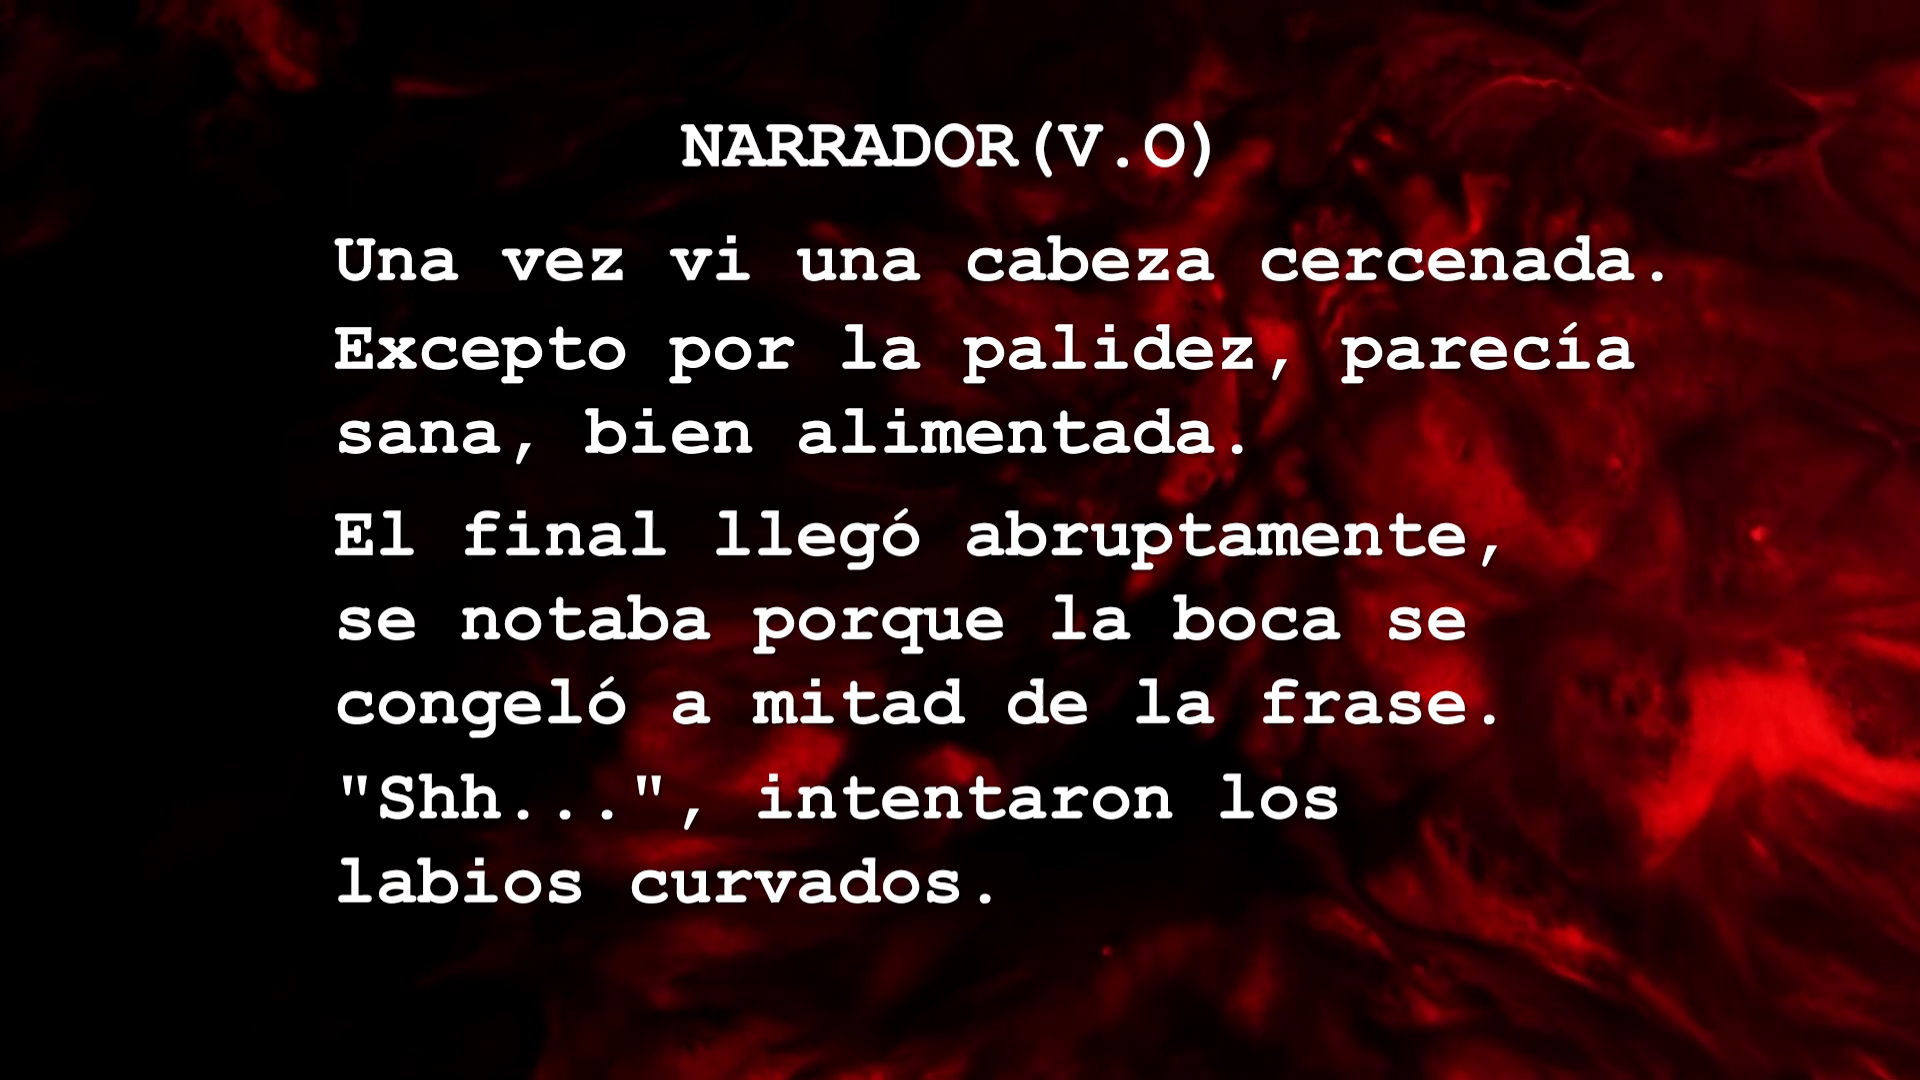 NARRADOR(V.O)
Una vez vi una cabeza cercenada.
Excepto por la palidez, parecía
sana, bien alimentada.
El final llegó abruptamente,
se notaba porque la boca se
congeló a mitad de la frase.
"Shh...", intentaron los
labios curvados.